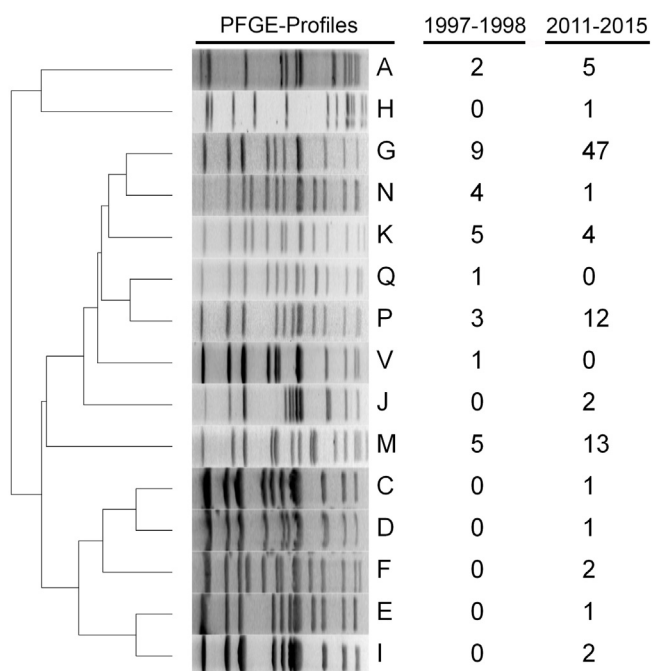 PFGE-Profiles 1997-1998 2011-2015
A 2 5
H 0 1
G 9 47
N 4 1
K 5 4
Q 1 0
P 3 12
V 1 0
J 0 2
M 5 13
C 0 1
D 0 1
F 0 2
E 0 1
I 0 2